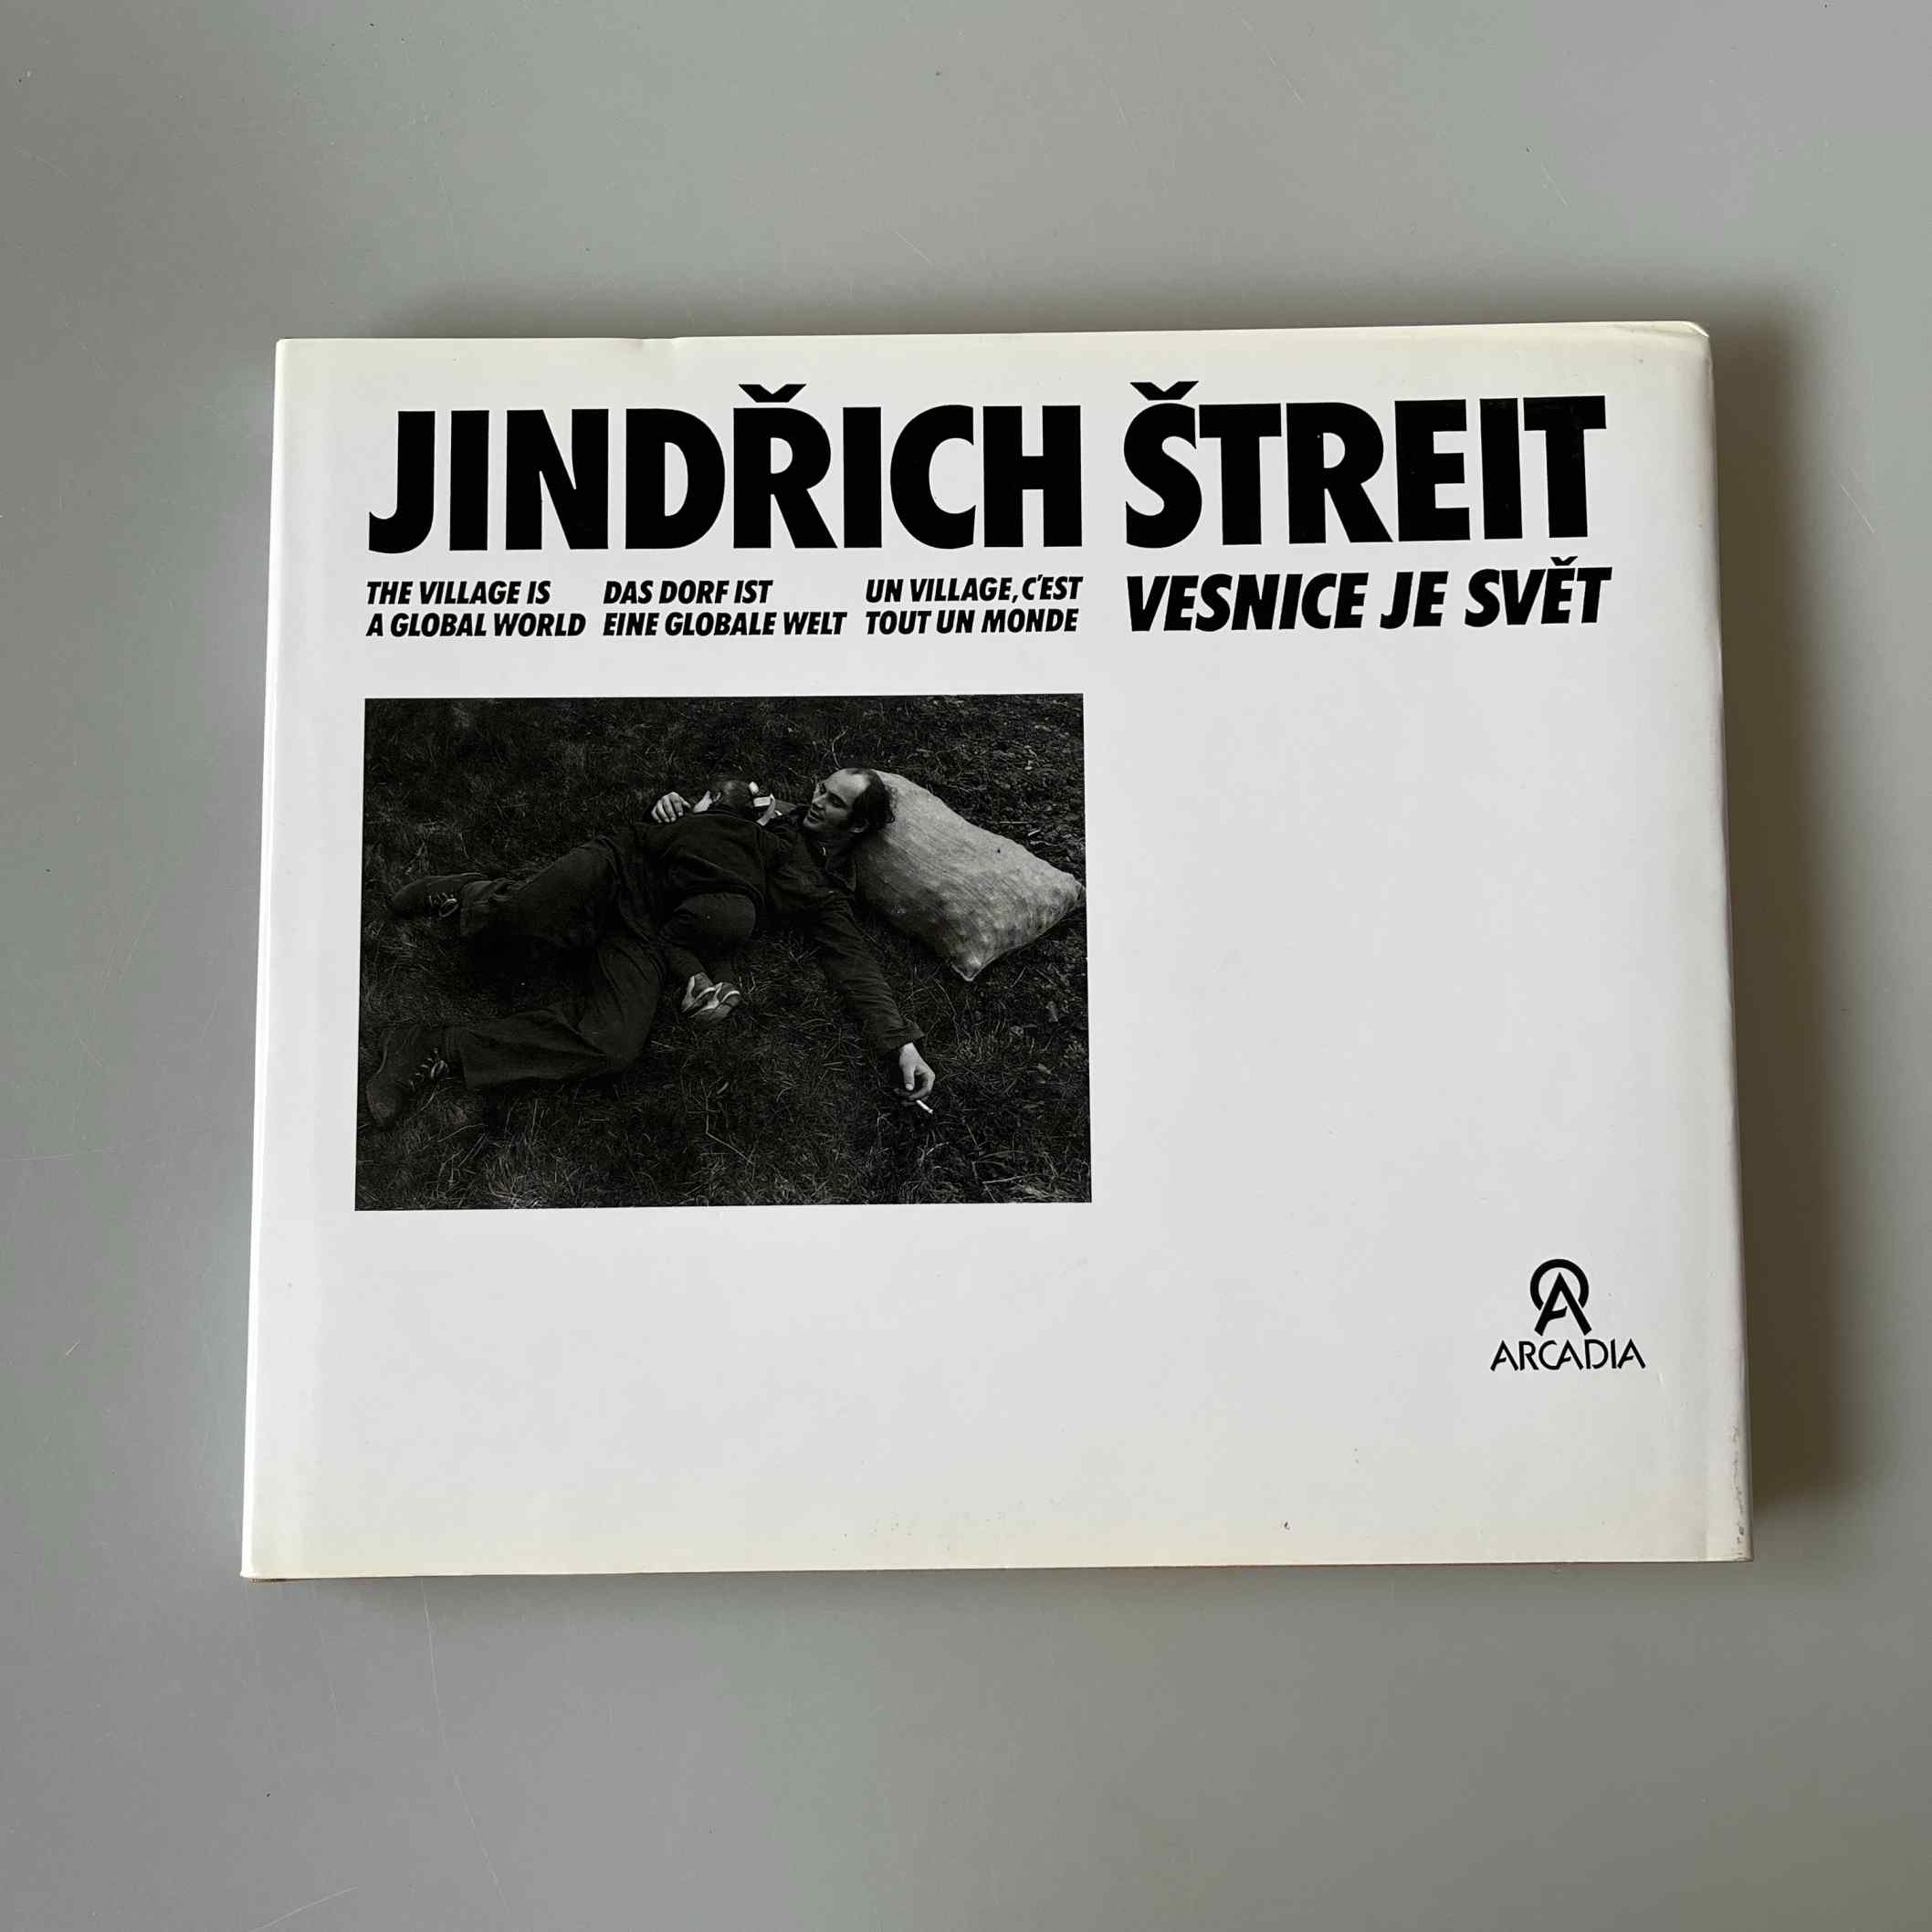 JINDŘICH ŠTREIT
THE VILLAGE IS
A GLOBAL WORLD
DAS DORF IST
EINE GLOBALE WELT
UN VILLAGE, C'EST
TOUT UN MONDE
VESNICE JE SVĚT
ARCADIA